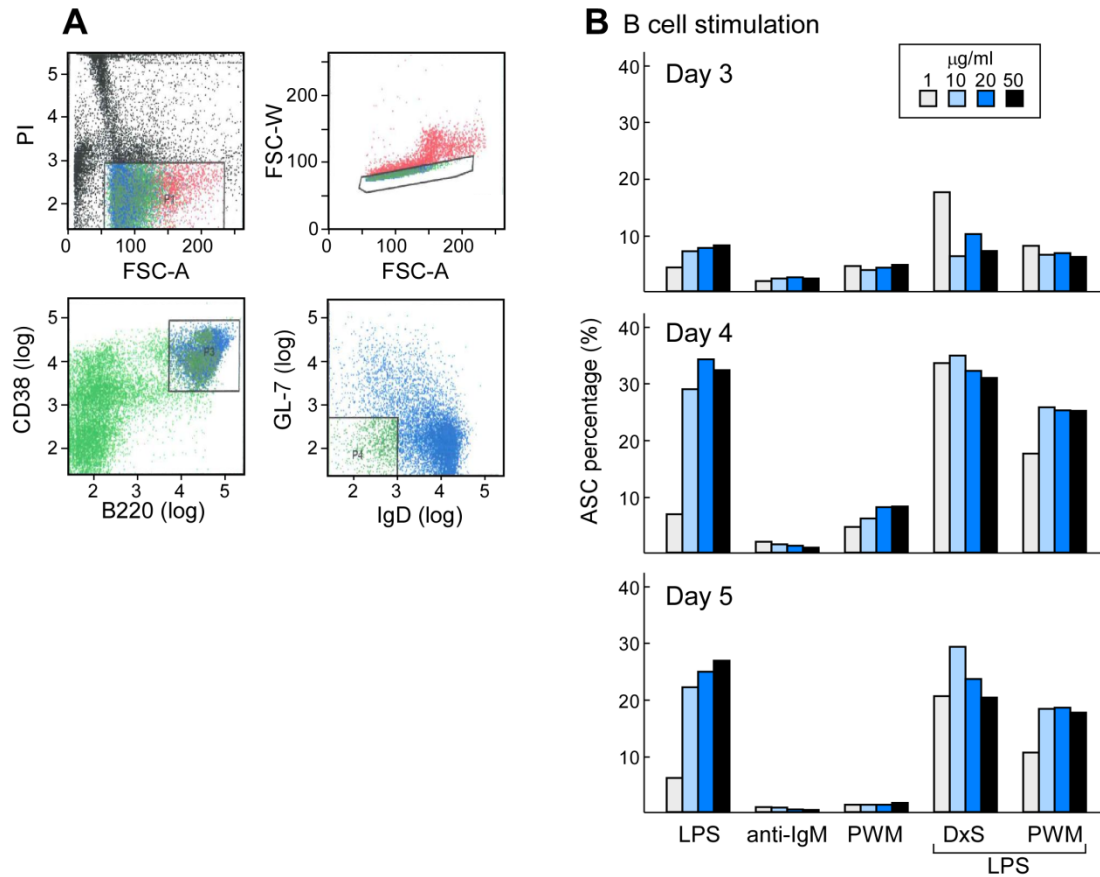 A
PI
5
4
3
2
P1
0
100
200
FSC-A
FSC-W
200
100
0
0
100
200
FSC-A
CD38 (log)
5
4
3
2
P3
2
3
4
5
B220 (log)
GL-7 (log)
5
4
3
2
P4
2
3
4
5
IgD (log)
B B cell stimulation
Day 3
μg/ml
1 10 20 50
40
30
20
10
ASC percentage (%)
Day 4
40
30
20
10
Day 5
40
30
20
10
LPS anti-IgM PWM DxS PWM
LPS